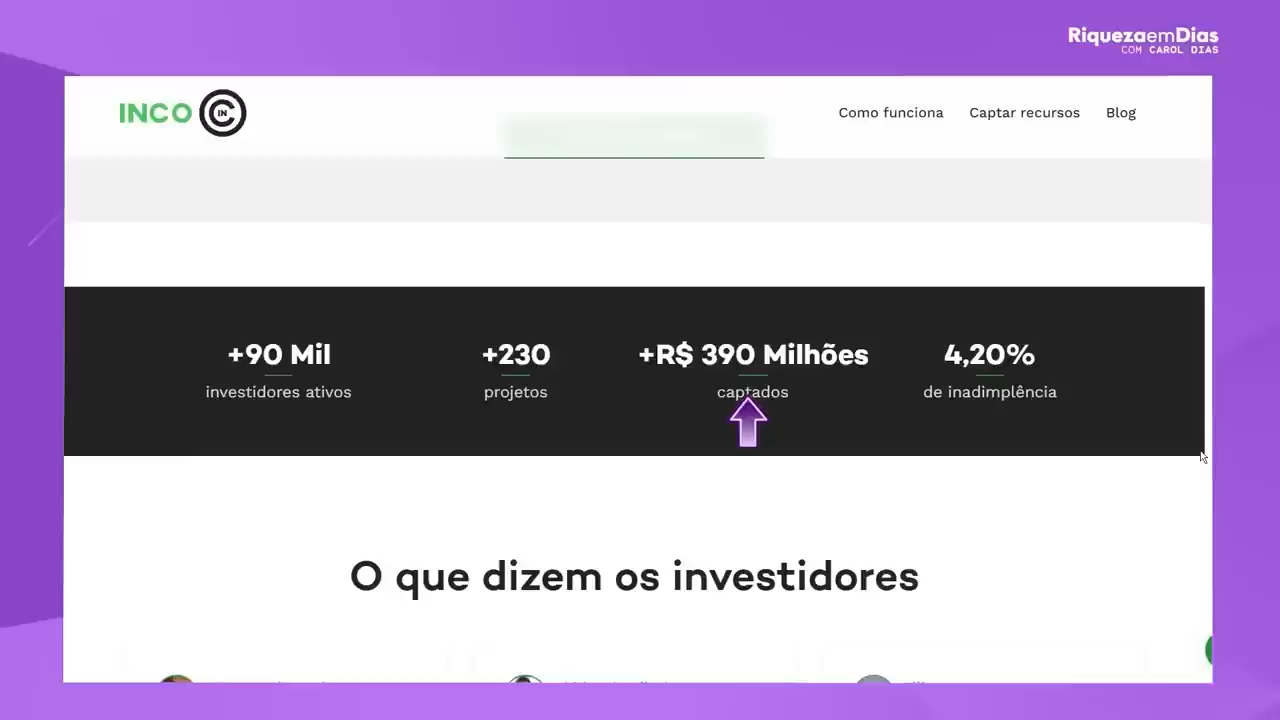 RiquezaemDias
COM CAROL DIAS
INCO IN
Como funciona
Captar recursos
Blog
+90 Mil
investidores ativos
+230
projetos
+R$ 390 Milhões
captados
4,20%
de inadimplência
O que dizem os investidores